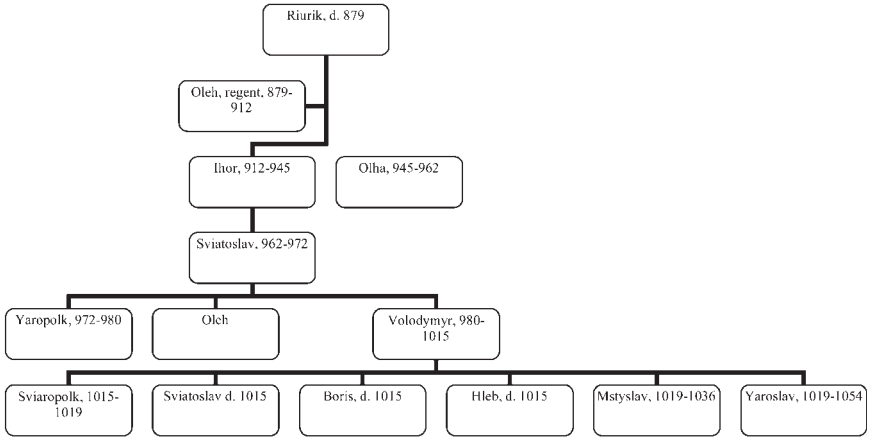 Riurik, d. 879
Oleh, regent, 879-
912
Ihor, 912-945
Olha, 945-962
Sviatoslav, 962-972
Yaropolk, 972-980
Oleh
Volodymyr, 980-
1015
Sviaropolk, 1015-
1019
Sviatoslav d. 1015
Boris, d. 1015
Hleb, d. 1015
Mstyslav, 1019-1036
Yaroslav, 1019-1054